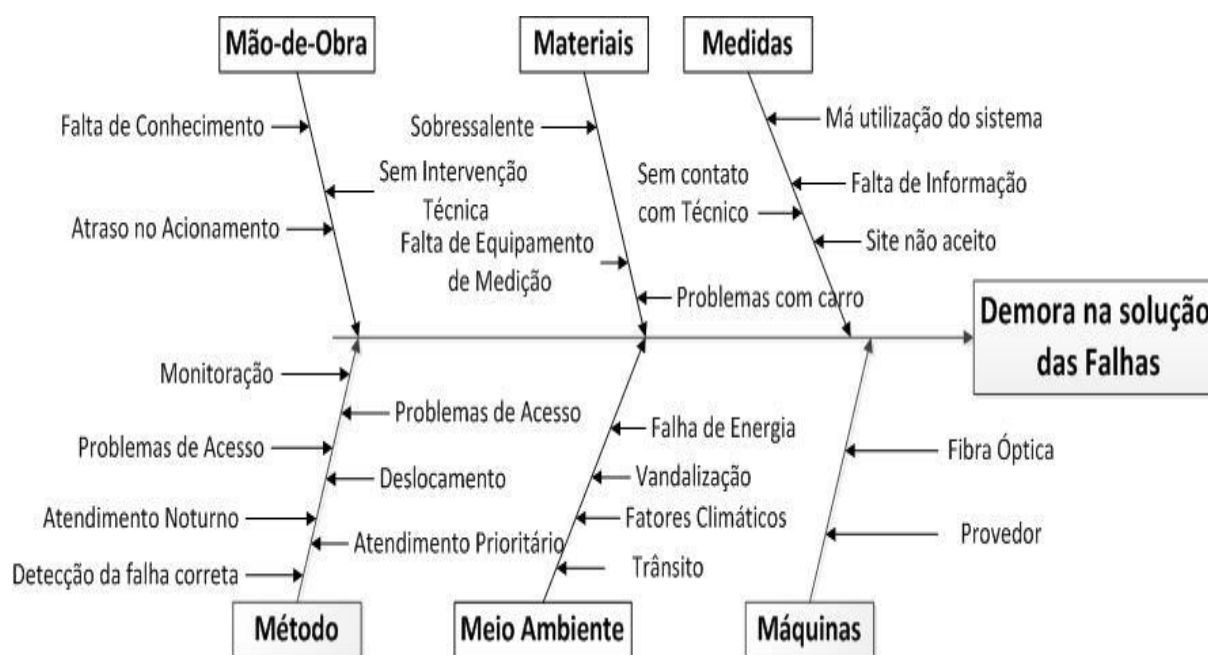 Mão-de-Obra
Materiais
Medidas
Falta de Conhecimento
Sem Intervenção
Técnica
Atraso no Acionamento
Sobressalente
Falta de Equipamento
de Medição
Problemas com carro
Má utilização do sistema
Falta de Informação
Sem contato
com Técnico
Site não aceito
Demora na solução
das Falhas
Monitoração
Problemas de Acesso
Problemas de Acesso
Deslocamento
Atendimento Noturno
Atendimento Prioritário
Detecção da falha correta
Falha de Energia
Vandalização
Fatores Climáticos
Trânsito
Fibra Óptica
Provedor
Método
Meio Ambiente
Máquinas